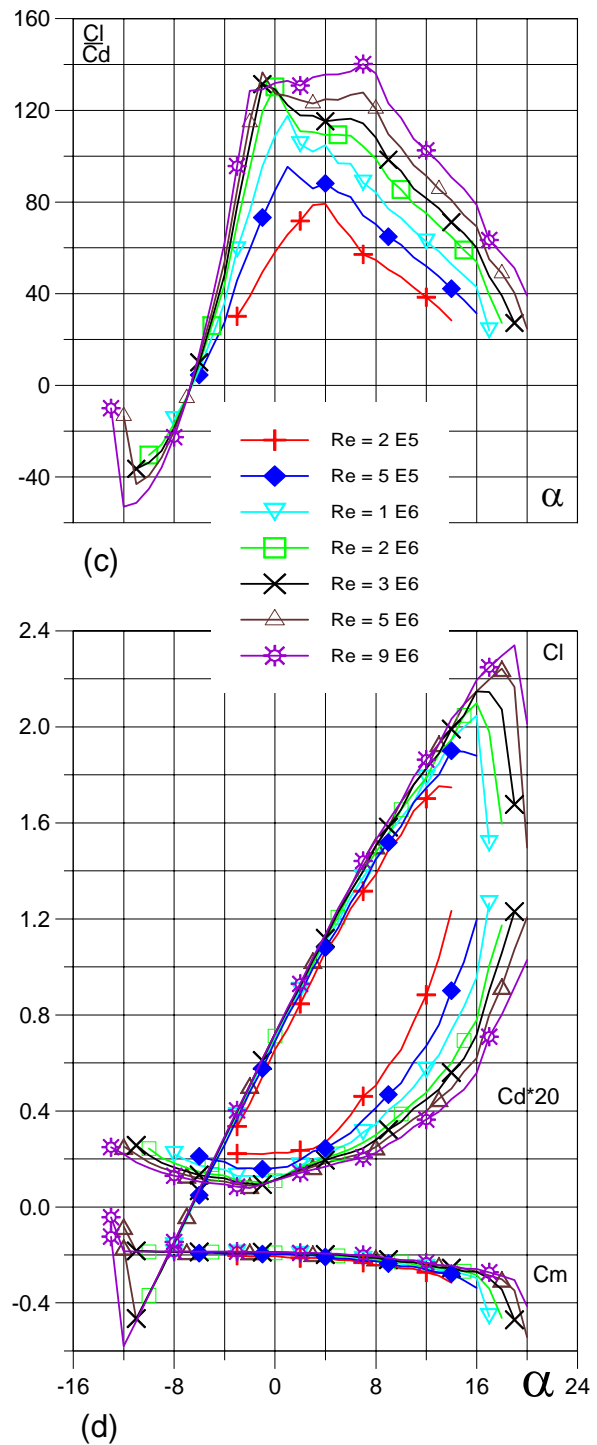 160
Cl
Cd
120
80
40
0
-40
α
(c)
Re = 2 E5
Re = 5 E5
Re = 1 E6
Re = 2 E6
Re = 3 E6
Re = 5 E6
Re = 9 E6
2.4
Cl
2.0
1.6
1.2
0.8
0.4
Cd*20
0.0
-0.4
Cm
-16 -8 0 8 16 α 24
(d)